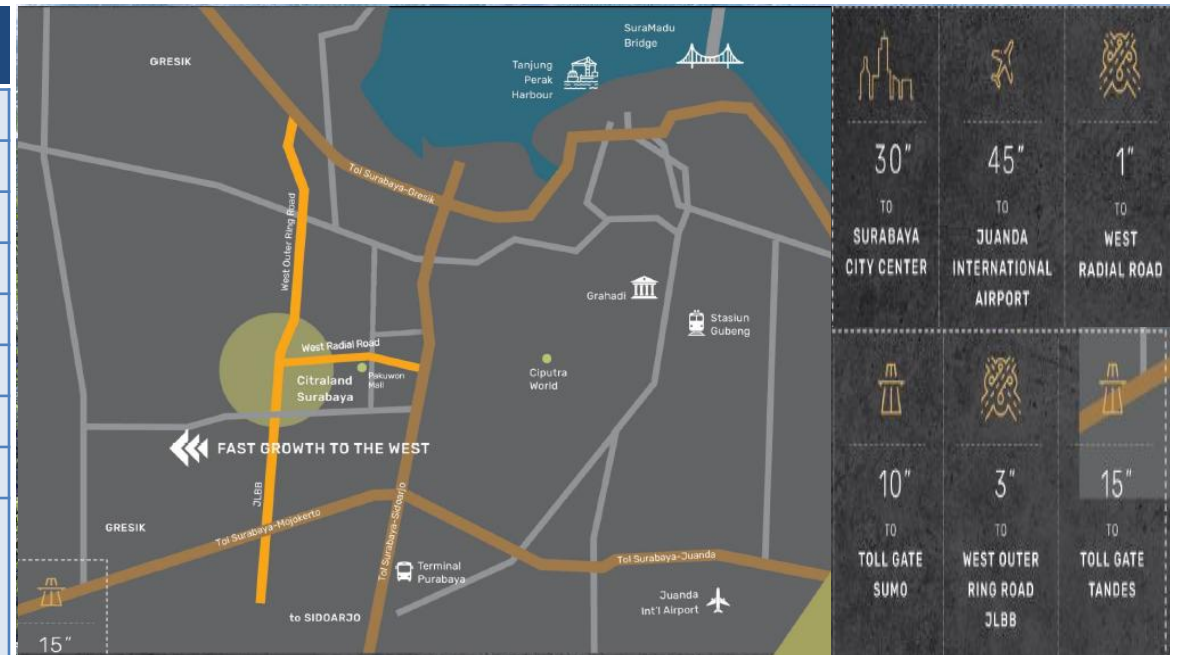 GRESIK
SuraMadu
Bridge
Tanjung
Perak
Harbour
Tol Surabaya-Gresik
West Outer Ring Road
Grahadi
Stasiun
Gubeng
West Radial Road
Citraland
Surabaya
Pakuwon
Mall
Ciputra
World
FAST GROWTH TO THE WEST
JLBB
GRESIK
Tol Surabaya-Mojokerto
Tol Surabaya-Sidoarjo
Tol Surabaya-Juanda
Terminal
Purabaya
Juanda
Int'l Airport
to SIDOARJO
15"
30"
TO
SURABAYA
CITY CENTER
45"
TO
JUANDA
INTERNATIONAL
AIRPORT
1"
TO
WEST
RADIAL ROAD
10"
TO
TOLL GATE
SUMO
3"
TO
WEST OUTER
RING ROAD
JLBB
15"
TO
TOLL GATE
TANDES